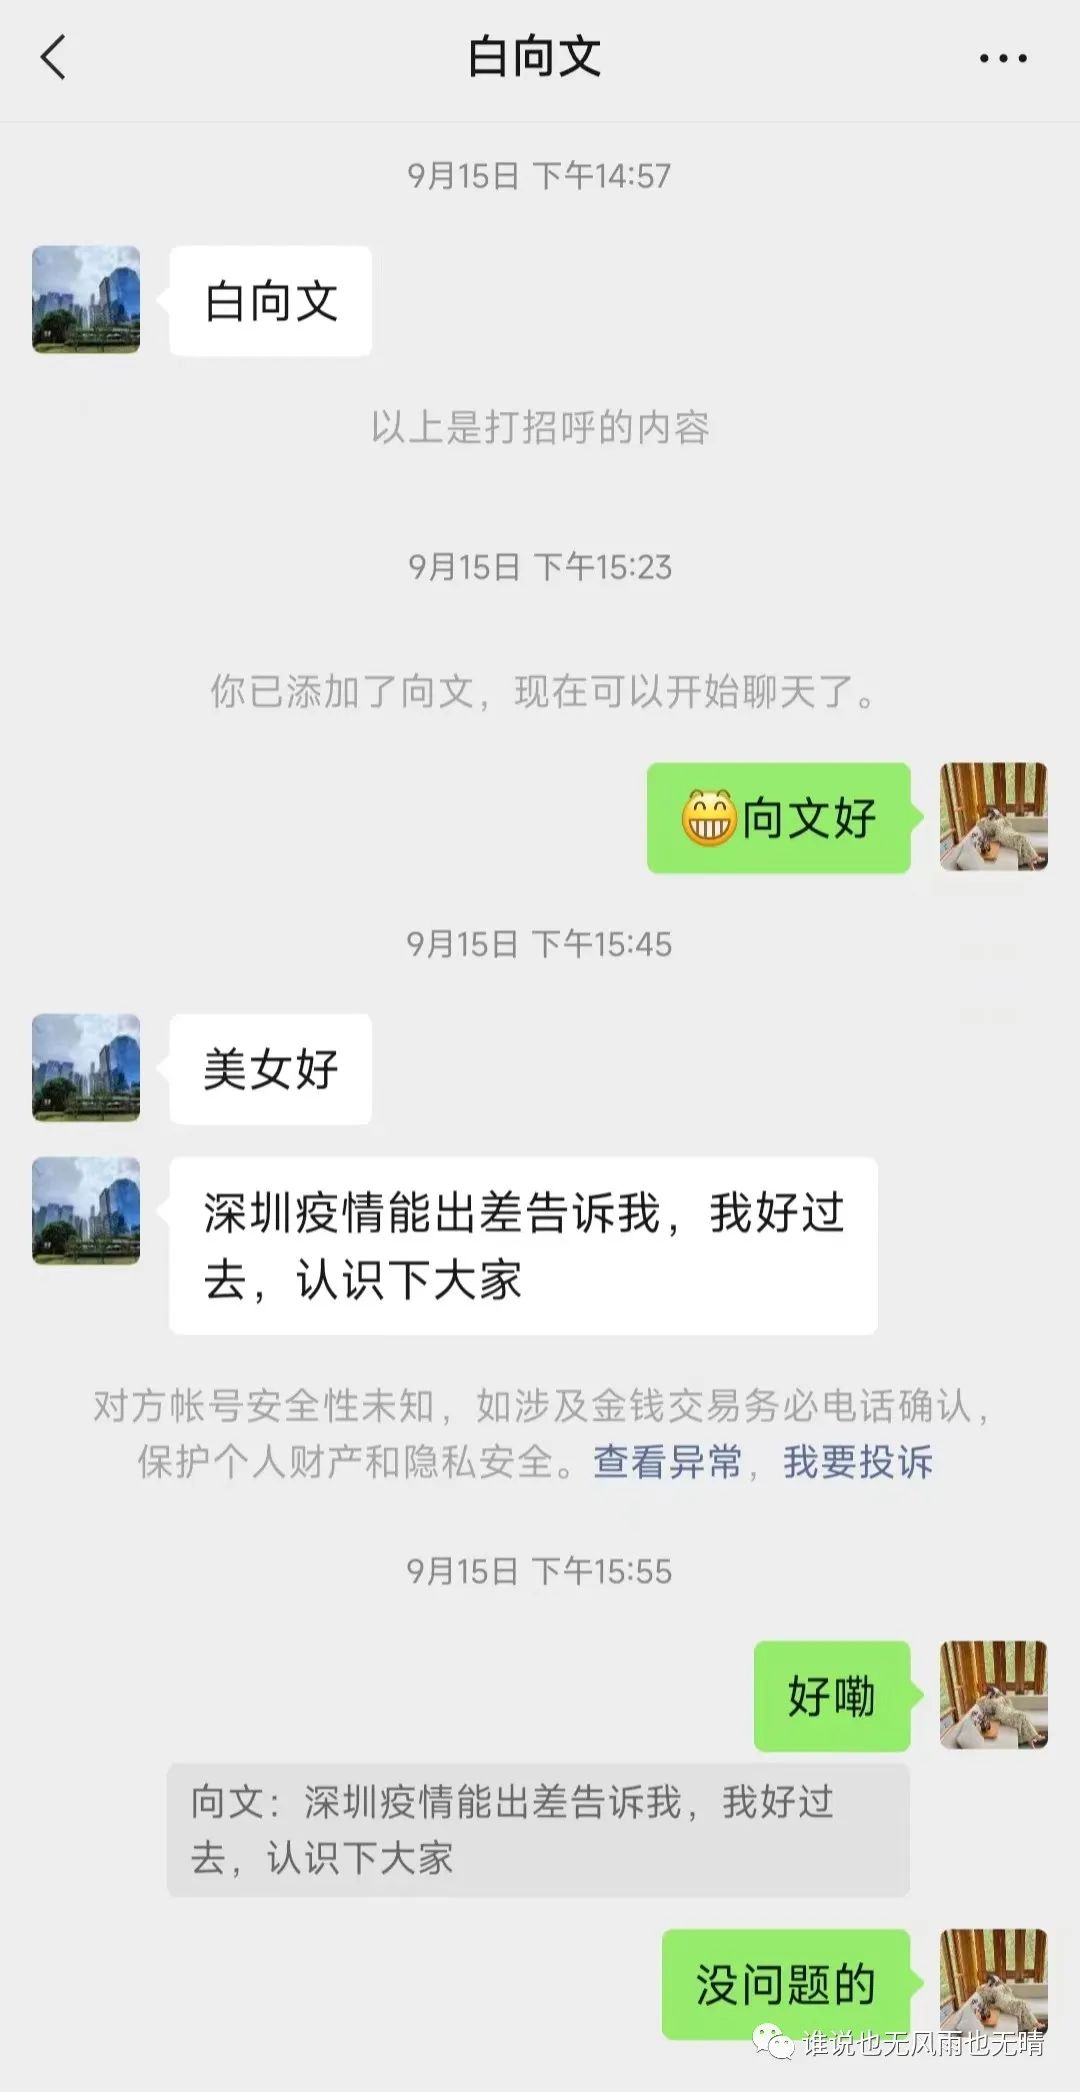 白向文
9月15日 下午14:57
白向文
以上是打招呼的内容
9月15日 下午15:23
你已添加了向文，现在可以开始聊天了。
😁向文好
9月15日 下午15:45
美女好
深圳疫情能出差告诉我，我好过
去，认识下大家
对方帐号安全性未知，如涉及金钱交易务必电话确认，
保护个人财产和隐私安全。查看异常，我要投诉
9月15日 下午15:55
好嘞
向文：深圳疫情能出差告诉我，我好过
去，认识下大家
没问题的
谁说也无风雨也无晴